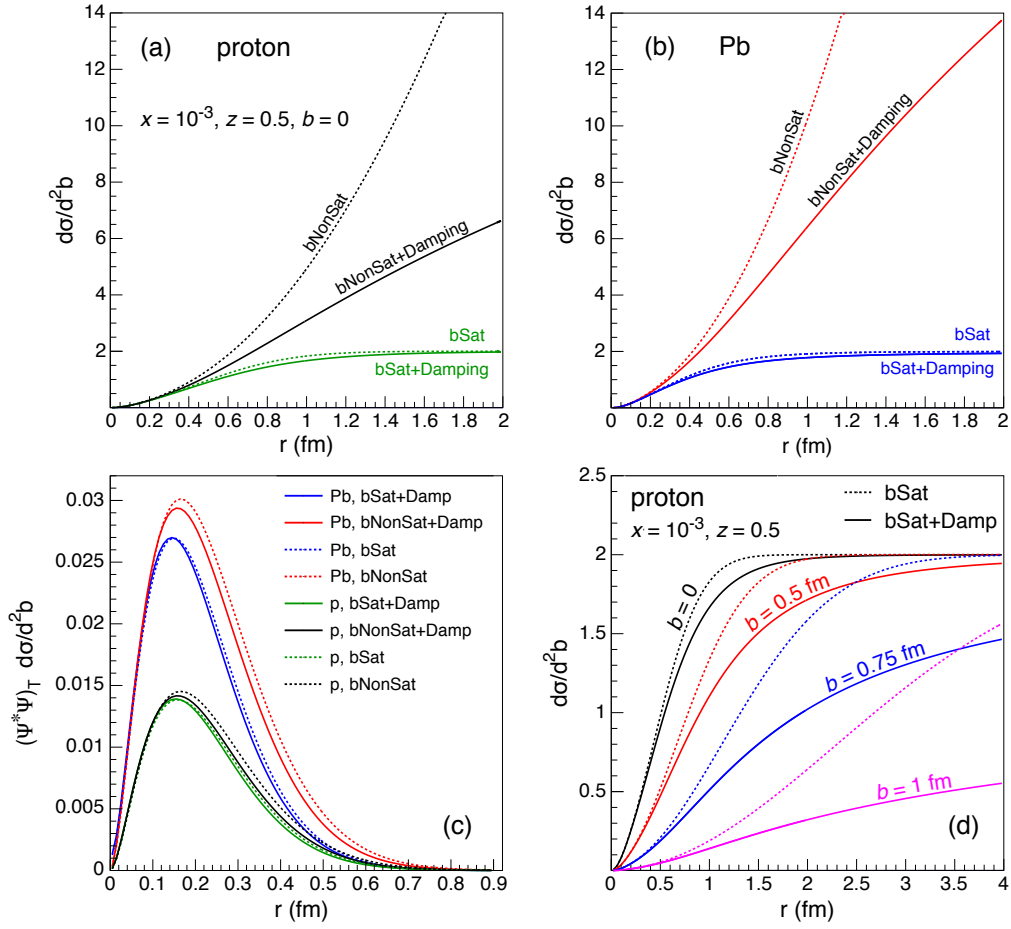 (a) proton
x = 10⁻³, z = 0.5, b = 0
bNonSat
bNonSat+Damping
bSat
bSat+Damping
dσ/d²b
14
12
10
8
6
4
2
0 0.2 0.4 0.6 0.8 1 1.2 1.4 1.6 1.8 2
r (fm)
(b) Pb
bNonSat
bNonSat+Damping
bSat
bSat+Damping
dσ/d²b
14
12
10
8
6
4
2
0 0.2 0.4 0.6 0.8 1 1.2 1.4 1.6 1.8 2
r (fm)
(Ψ*Ψ)T dσ/d²b
0.03
0.025
0.02
0.015
0.01
0.005
0
0 0.1 0.2 0.3 0.4 0.5 0.6 0.7 0.8 0.9
r (fm)
Pb, bSat+Damp
Pb, bNonSat+Damp
Pb, bSat
Pb, bNonSat
p, bSat+Damp
p, bNonSat+Damp
p, bSat
p, bNonSat
(c)
proton
x = 10⁻³, z = 0.5
bSat
bSat+Damp
b = 0
b = 0.5 fm
b = 0.75 fm
b = 1 fm
(d)
dσ/d²b
2.5
2.0
1.5
1
0.5
0 0.5 1 1.5 2 2.5 3 3.5 4
r (fm)